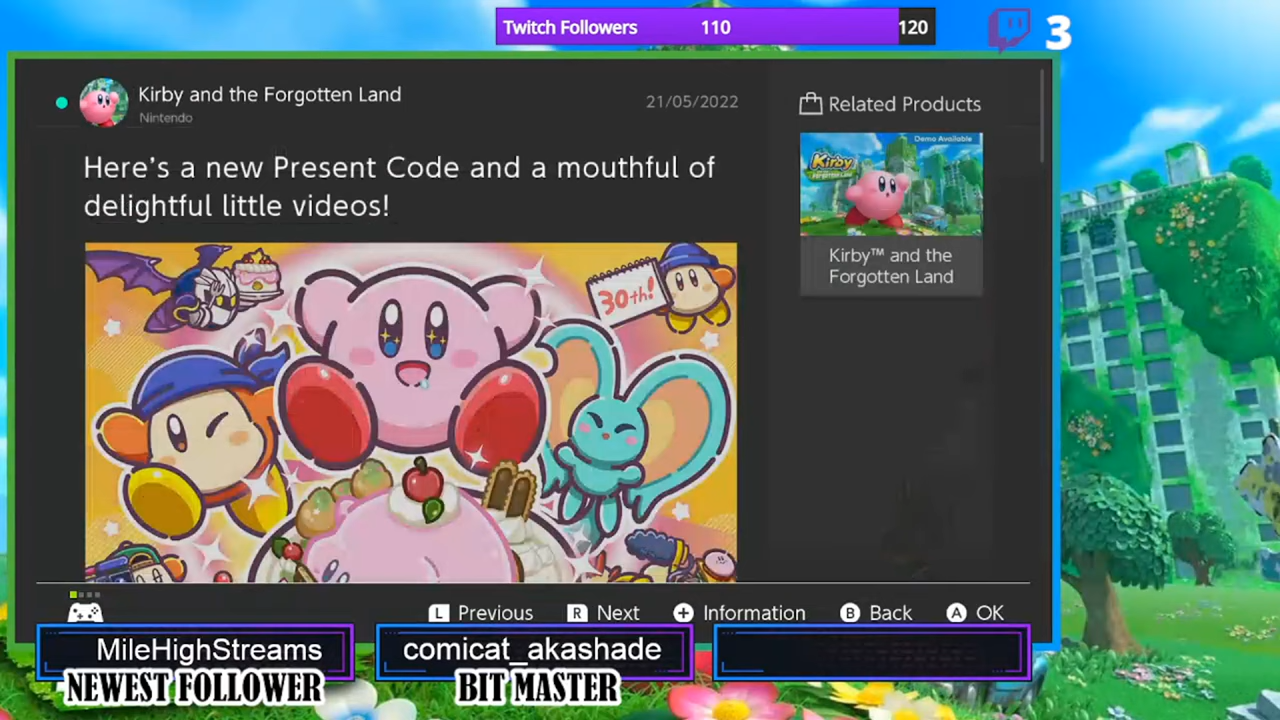 Twitch Followers 110 120
3
Kirby and the Forgotten Land
Nintendo
21/05/2022
Related Products
Here's a new Present Code and a mouthful of
delightful little videos!
Demo Available
Kirby
30th!
Kirby™ and the
Forgotten Land
L Previous R Next + Information B Back A OK
MileHighStreams
NEWEST FOLLOWER
comicat_akashade
BIT MASTER